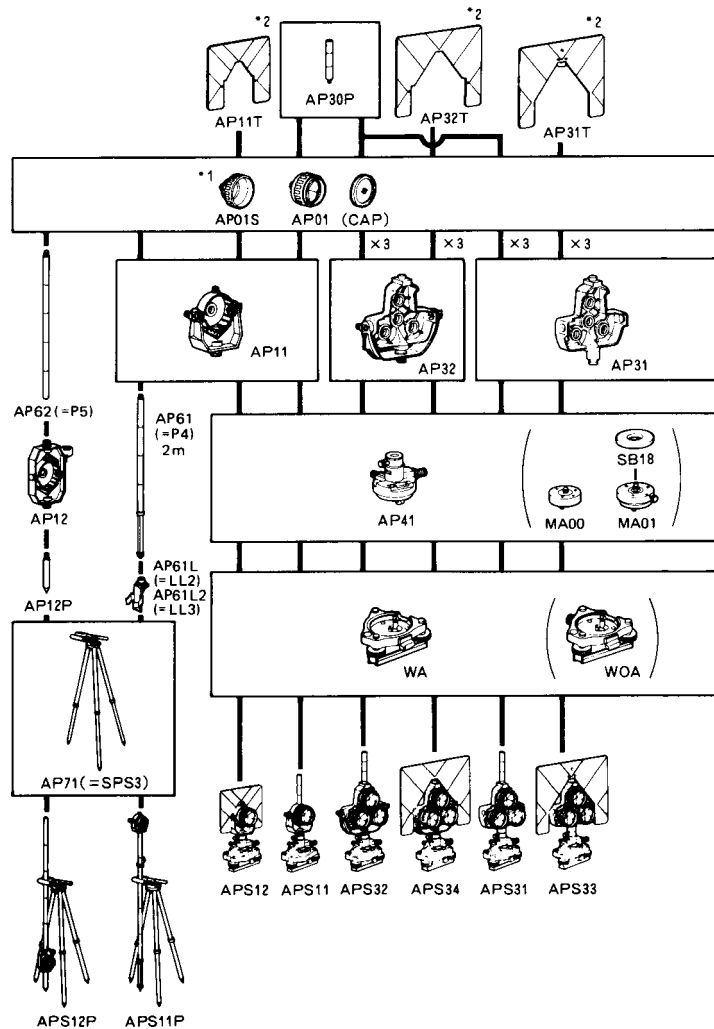 *2
*2
*2
AP30P
AP11T
AP32T
AP31T
*1
AP01S
AP01
(CAP)
×3
×3
×3
×3
AP11
AP32
AP31
AP62(=P5)
AP61
(=P4)
2m
SB18
AP12
AP41
MA00
MA01
AP61L
(=LL2)
AP61L2
(=LL3)
AP12P
WA
WOA
AP71(=SPS3)
APS12
APS11
APS32
APS34
APS31
APS33
APS12P
APS11P